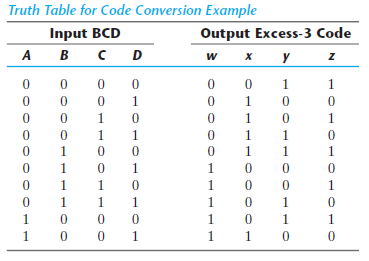 Truth Table for Code Conversion Example
Input BCD Output Excess-3 Code
A B C D w x y z
0 0 0 0 0 0 1 1
0 0 0 1 0 1 0 0
0 0 1 0 0 1 0 1
0 0 1 1 0 1 1 0
0 1 0 0 0 1 1 1
0 1 0 1 1 0 0 0
0 1 1 0 1 0 0 1
0 1 1 1 1 0 1 0
1 0 0 0 1 0 1 1
1 0 0 1 1 1 0 0